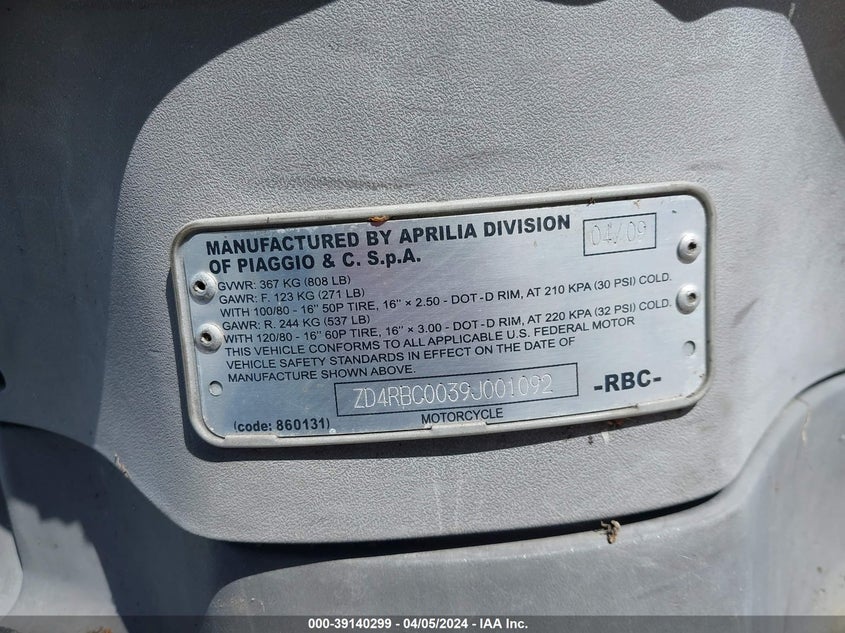 MANUFACTURED BY APRILIA DIVISION
OF PIAGGIO & C. S.p.A.
04/09
GVWR: 367 KG (808 LB)
GAWR: F. 123 KG (271 LB)
WITH 100/80 - 16" 50P TIRE, 16" × 2.50 - DOT - D RIM, AT 210 KPA (30 PSI) COLD.
GAWR: R. 244 KG (537 LB)
WITH 120/80 - 16" 60P TIRE, 16" × 3.00 - DOT - D RIM, AT 220 KPA (32 PSI) COLD.
THIS VEHICLE CONFORMS TO ALL APPLICABLE U.S. FEDERAL MOTOR
VEHICLE SAFETY STANDARDS IN EFFECT ON THE DATE OF
MANUFACTURE SHOWN ABOVE.
ZD4RBC0039J001092
-RBC-
(code: 860131)
MOTORCYCLE
000-39140299 - 04/05/2024 - IAA Inc.